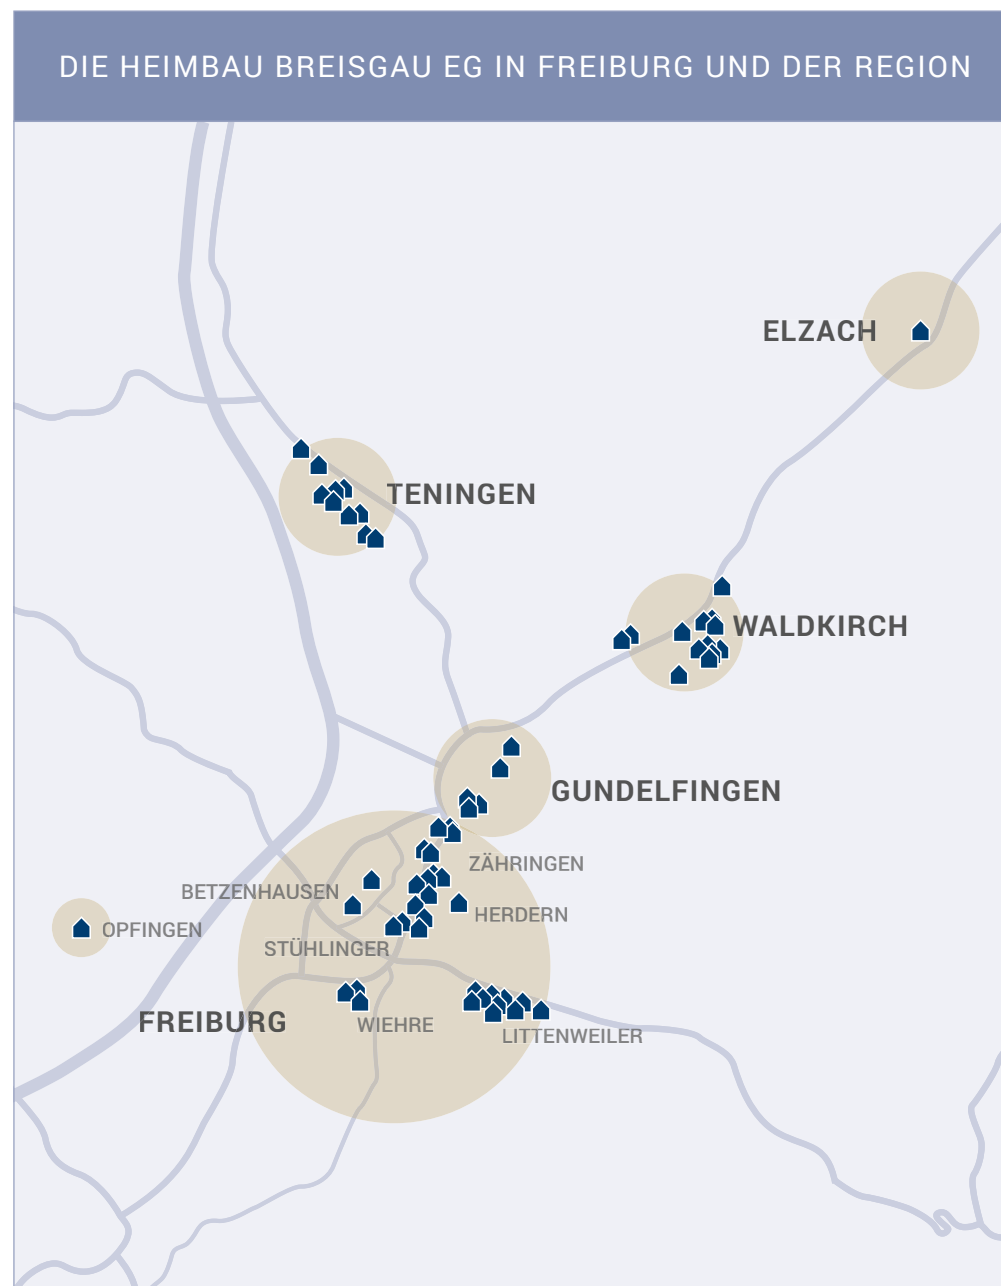 DIE HEIMBAU BREISGAU EG IN FREIBURG UND DER REGION
ELZACH
TENINGEN
WALDKIRCH
GUNDELFINGEN
ZÄHRINGEN
BETZENHAUSEN
HERDERN
OPFINGEN
STÜHLINGER
FREIBURG
WIEHRE
LITTENWEILER